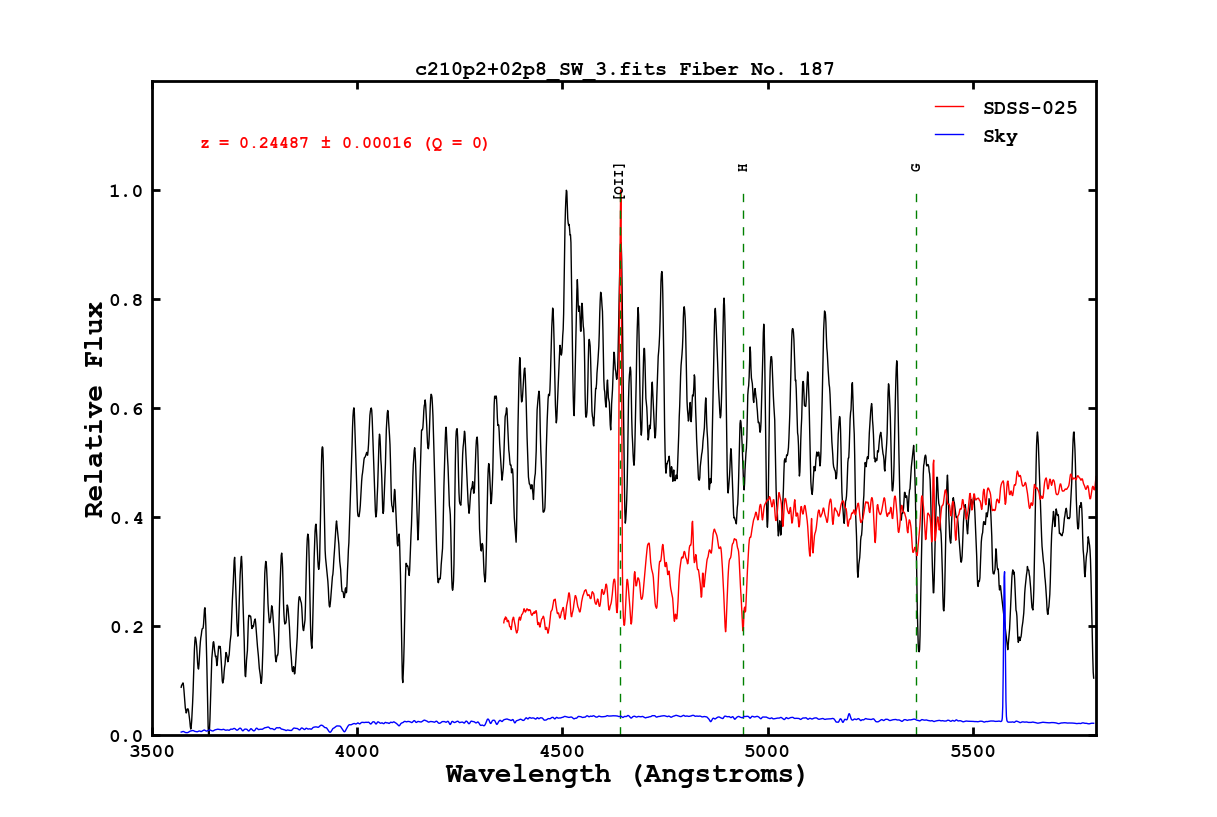 c210p2+02p8_SW_3.fits Fiber No. 187
SDSS-025
Sky
z = 0.24487 ± 0.00016 (Q = 0)
[OII]
H
G
1.0
0.8
0.6
0.4
0.2
0.0
Relative Flux
3500
4000
4500
5000
5500
Wavelength (Angstroms)